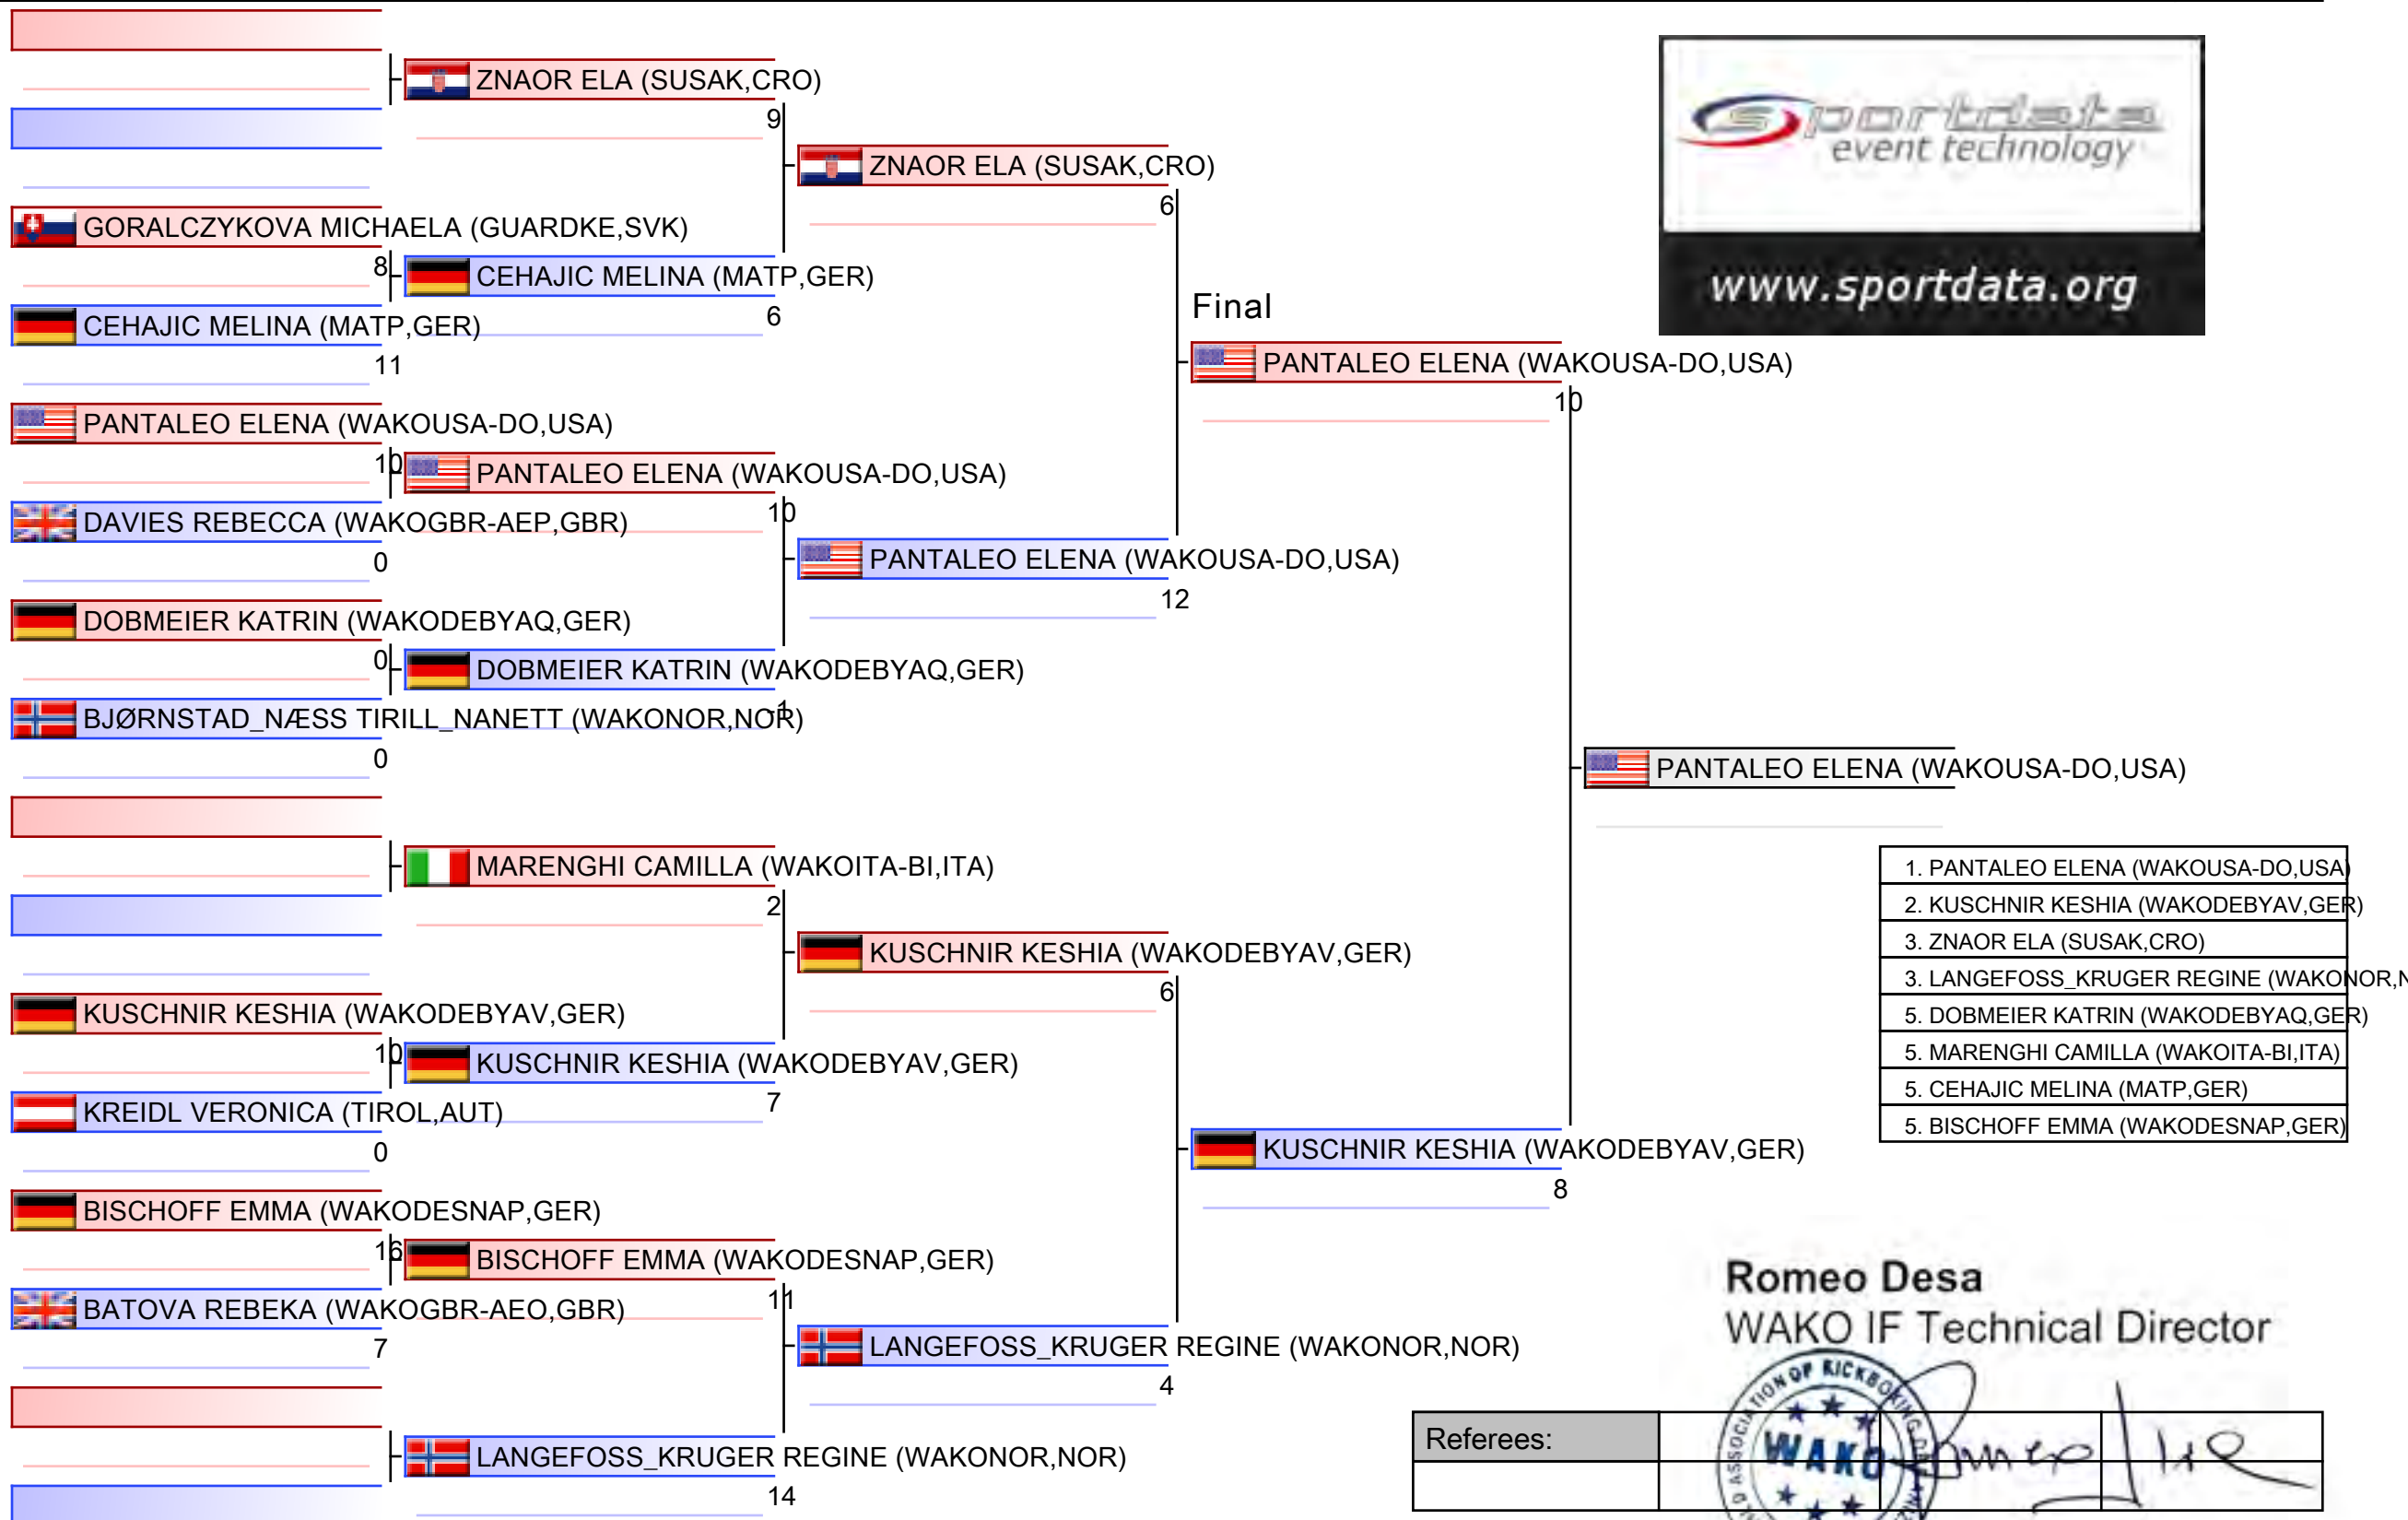 ZNAOR ELA (SUSAK,CRO)
9
ZNAOR ELA (SUSAK,CRO)
6
GORALCZYKOVA MICHAELA (GUARDKE,SVK)
8
CEHAJIC MELINA (MATP,GER)
6
CEHAJIC MELINA (MATP,GER)
11
Final
PANTALEO ELENA (WAKOUSA-DO,USA)
10
PANTALEO ELENA (WAKOUSA-DO,USA)
10
PANTALEO ELENA (WAKOUSA-DO,USA)
10
DAVIES REBECCA (WAKOGBR-AEP,GBR)
0
PANTALEO ELENA (WAKOUSA-DO,USA)
12
DOBMEIER KATRIN (WAKODEBYAQ,GER)
0
DOBMEIER KATRIN (WAKODEBYAQ,GER)
-1
BJØRNSTAD_NÆSS TIRILL_NANETT (WAKONOR,NOR)
0
PANTALEO ELENA (WAKOUSA-DO,USA)
MARENGHI CAMILLA (WAKOITA-BI,ITA)
2
KUSCHNIR KESHIA (WAKODEBYAV,GER)
6
KUSCHNIR KESHIA (WAKODEBYAV,GER)
10
KUSCHNIR KESHIA (WAKODEBYAV,GER)
7
KREIDL VERONICA (TIROL,AUT)
0
KUSCHNIR KESHIA (WAKODEBYAV,GER)
8
BISCHOFF EMMA (WAKODESNAP,GER)
16
BISCHOFF EMMA (WAKODESNAP,GER)
11
BATOVA REBEKA (WAKOGBR-AEO,GBR)
7
LANGEFOSS_KRUGER REGINE (WAKONOR,NOR)
4
LANGEFOSS_KRUGER REGINE (WAKONOR,NOR)
14
sportdata
event technology
www.sportdata.org
1. PANTALEO ELENA (WAKOUSA-DO,USA)
2. KUSCHNIR KESHIA (WAKODEBYAV,GER)
3. ZNAOR ELA (SUSAK,CRO)
3. LANGEFOSS_KRUGER REGINE (WAKONOR,N
5. DOBMEIER KATRIN (WAKODEBYAQ,GER)
5. MARENGHI CAMILLA (WAKOITA-BI,ITA)
5. CEHAJIC MELINA (MATP,GER)
5. BISCHOFF EMMA (WAKODESNAP,GER)
Romeo Desa
WAKO IF Technical Director
Referees:
ASSOCIATION OF KICKBOXING
WAKO